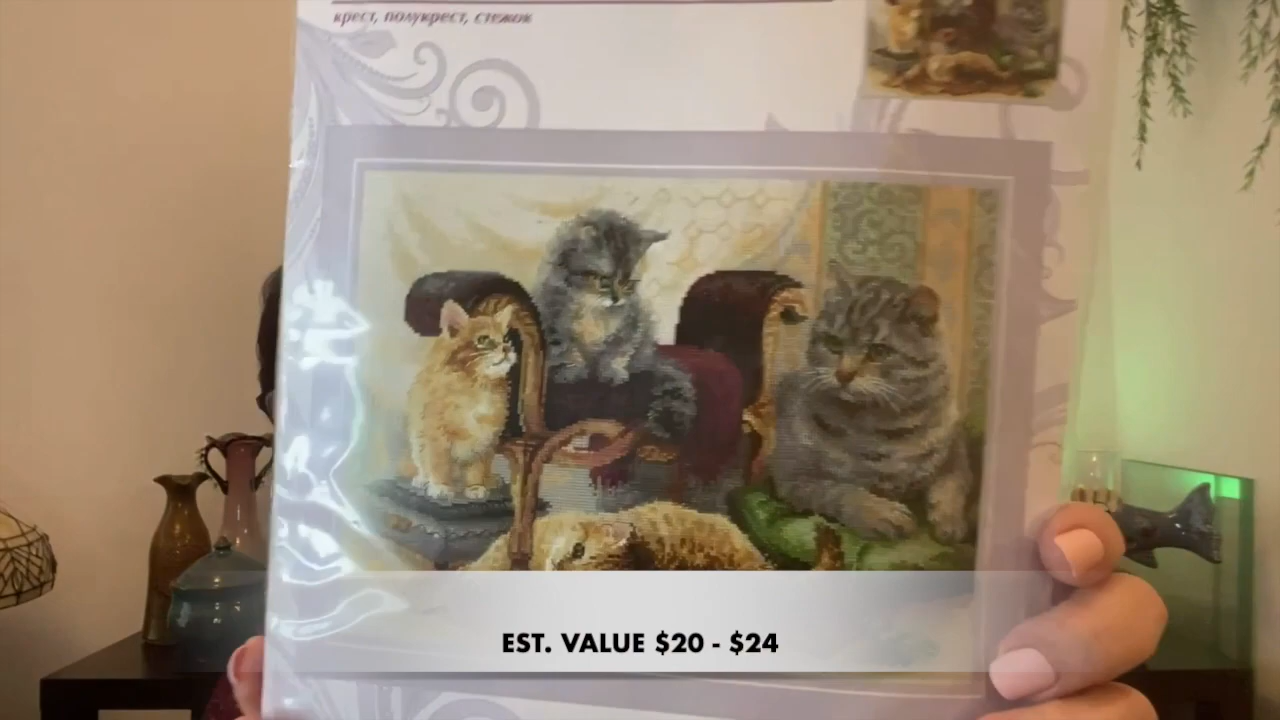 крест, полукрест, стежок
EST. VALUE $20 - $24